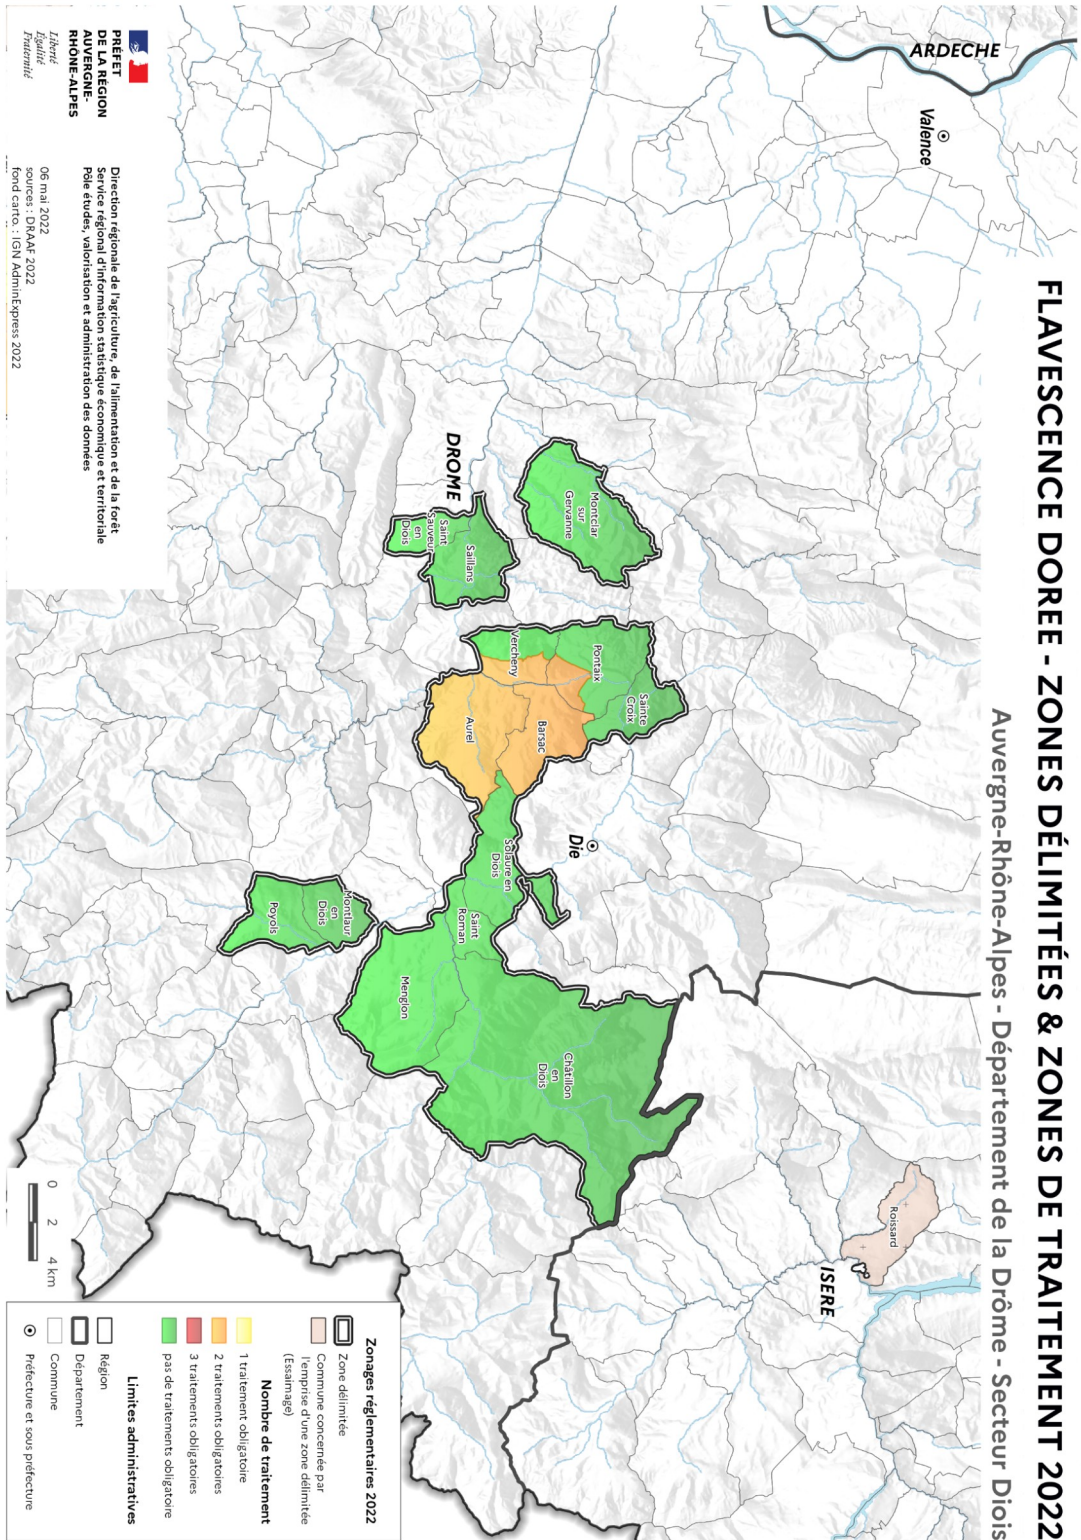 FLAVESCENCE DOREE - ZONES DÉLIMITÉES & ZONES DE TRAITEMENT 2022
Auvergne-Rhône-Alpes - Département de la Drôme - Secteur Diois
ARDECHE
Valence
DROME
Montclar
sur
Gervanne
Saillans
Saint
Sauveur
en
Diois
Vercheny
Pontaix
Sainte
Croix
Barsac
Aurel
Die
Solaure en
Diois
Saint
Roman
Montlaur
en
Diois
Poyols
Menglon
Châtillon
en
Diois
Roissard
ISERE
PRÉFET
DE LA RÉGION
AUVERGNE-
RHÔNE-ALPES
Liberté
Égalité
Fraternité
Direction régionale de l'agriculture, de l'alimentation et de la forêt
Service régional d'information statistique économique et territoriale
Pôle études, valorisation et administration des données
06 mai 2022
sources : DRAAF 2022
fond carto. : IGN AdminExpress 2022
0 2 4 km
Zonages réglementaires 2022
Zone délimitée
Commune concernée par
l'emprise d'une zone délimitée
(Essaimage)
Nombre de traitement
1 traitement obligatoire
2 traitements obligatoires
3 traitements obligatoires
pas de traitements obligatoire
Limites administratives
Région
Département
Commune
Préfecture et sous préfecture